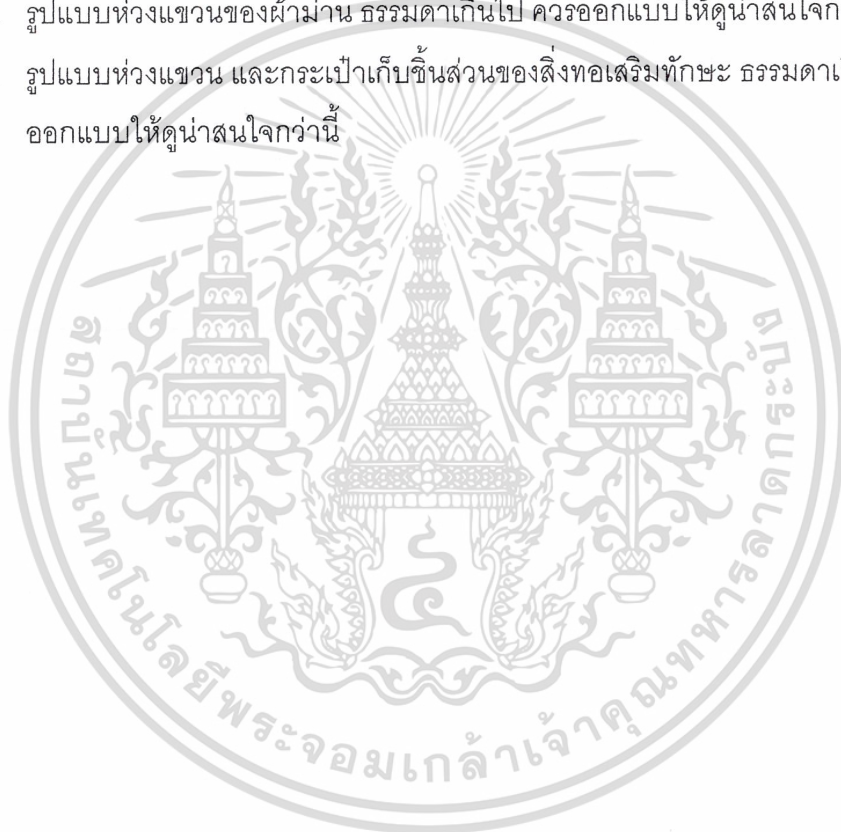 รูปแบบห่วงแขวนของผ้าม่าน ธรรมดาเกินไป ควรออกแบบให้ดูน่าสนใจก
รูปแบบห่วงแขวน และกระเป๋าเก็บชิ้นส่วนของสิ่งทอเสริมทักษะ ธรรมดาเ
ออกแบบให้ดูน่าสนใจกว่านี้
สถาบันเทคโนโลยีพระจอมเกล้าเจ้าคุณทหารลาดกระบัง
๔